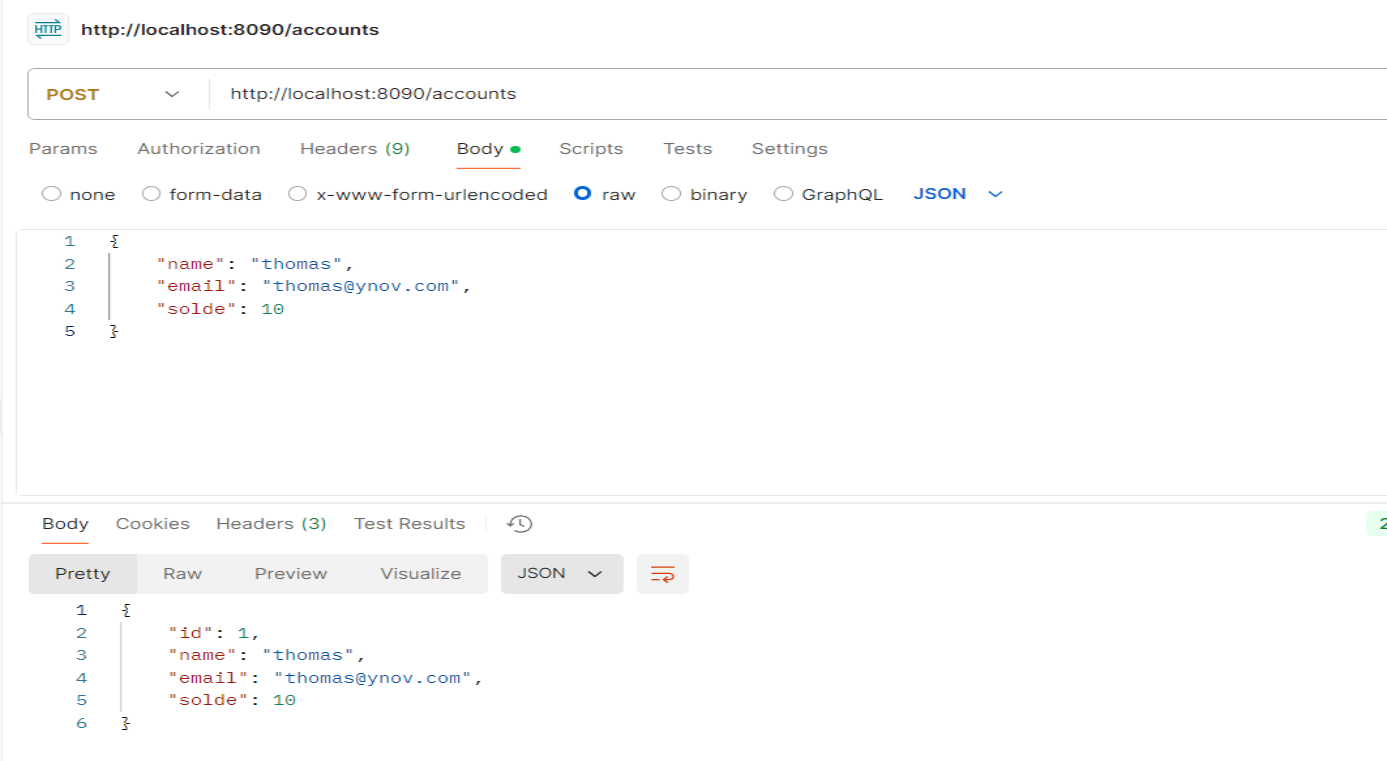 HTTP http://localhost:8090/accounts
POST http://localhost:8090/accounts
Params Authorization Headers (9) Body Scripts Tests Settings
none form-data x-www-form-urlencoded raw binary GraphQL JSON
1 {
2 "name": "thomas",
3 "email": "thomas@ynov.com",
4 "solde": 10
5 }
Body Cookies Headers (3) Test Results 2
Pretty Raw Preview Visualize JSON
1 {
2 "id": 1,
3 "name": "thomas",
4 "email": "thomas@ynov.com",
5 "solde": 10
6 }